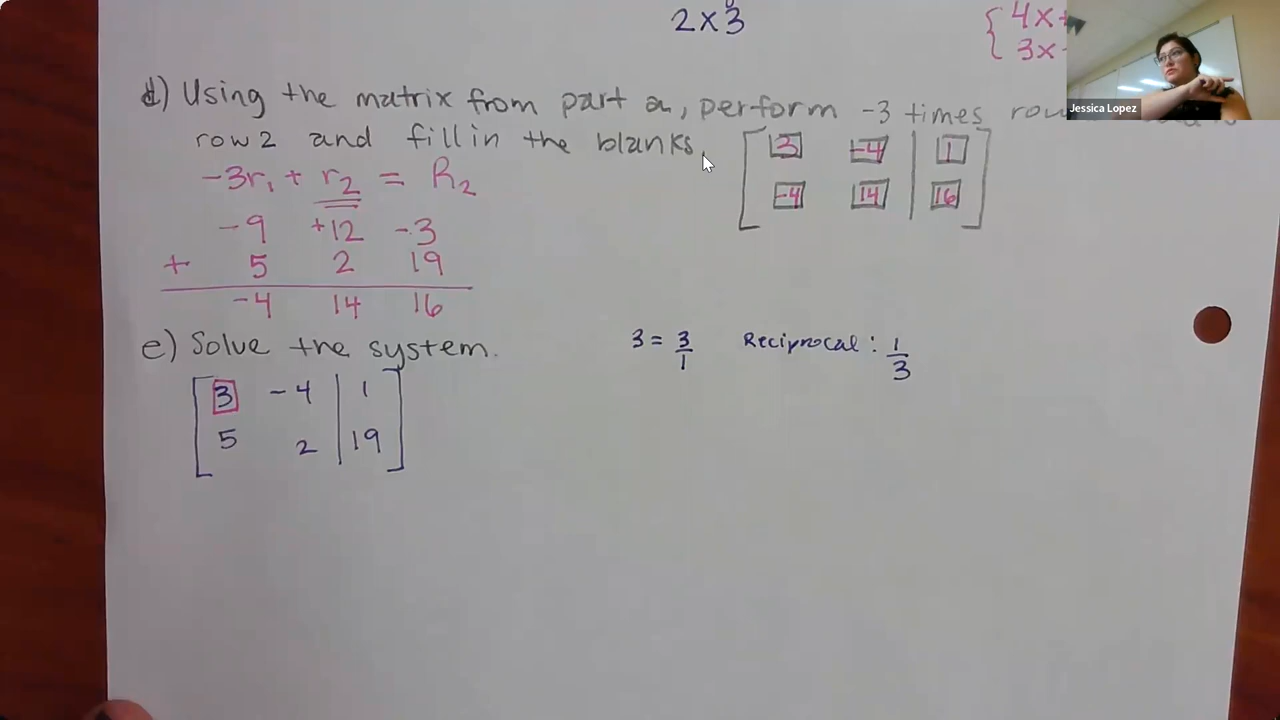 2 x 3
{ 4x+
3x-
Jessica Lopez
d) Using the matrix from part a, perform -3 times row
row 2 and fill in the blanks.
[ 3 -4 | 1 ]
[ -4 14 | 16 ]
-3r₁ + r₂ = R₂
-9 +12 -3
+ 5 2 19
-4 14 16
e) Solve the system.
3 = 3/1 Reciprocal: 1/3
[ 3 -4 | 1 ]
[ 5 2 | 19 ]